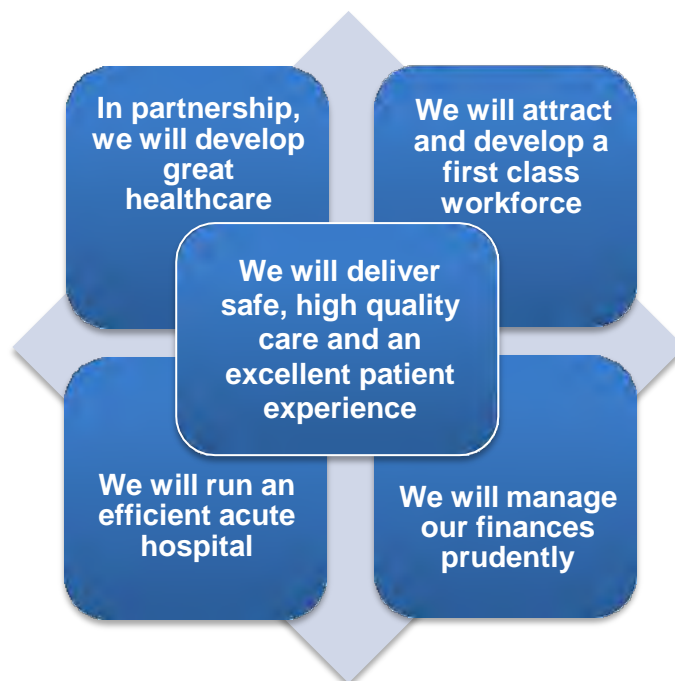 In partnership,
we will develop
great
healthcare
We will attract
and develop a
first class
workforce
We will deliver
safe, high quality
care and an
excellent patient
experience
We will run an
efficient acute
hospital
We will manage
our finances
prudently